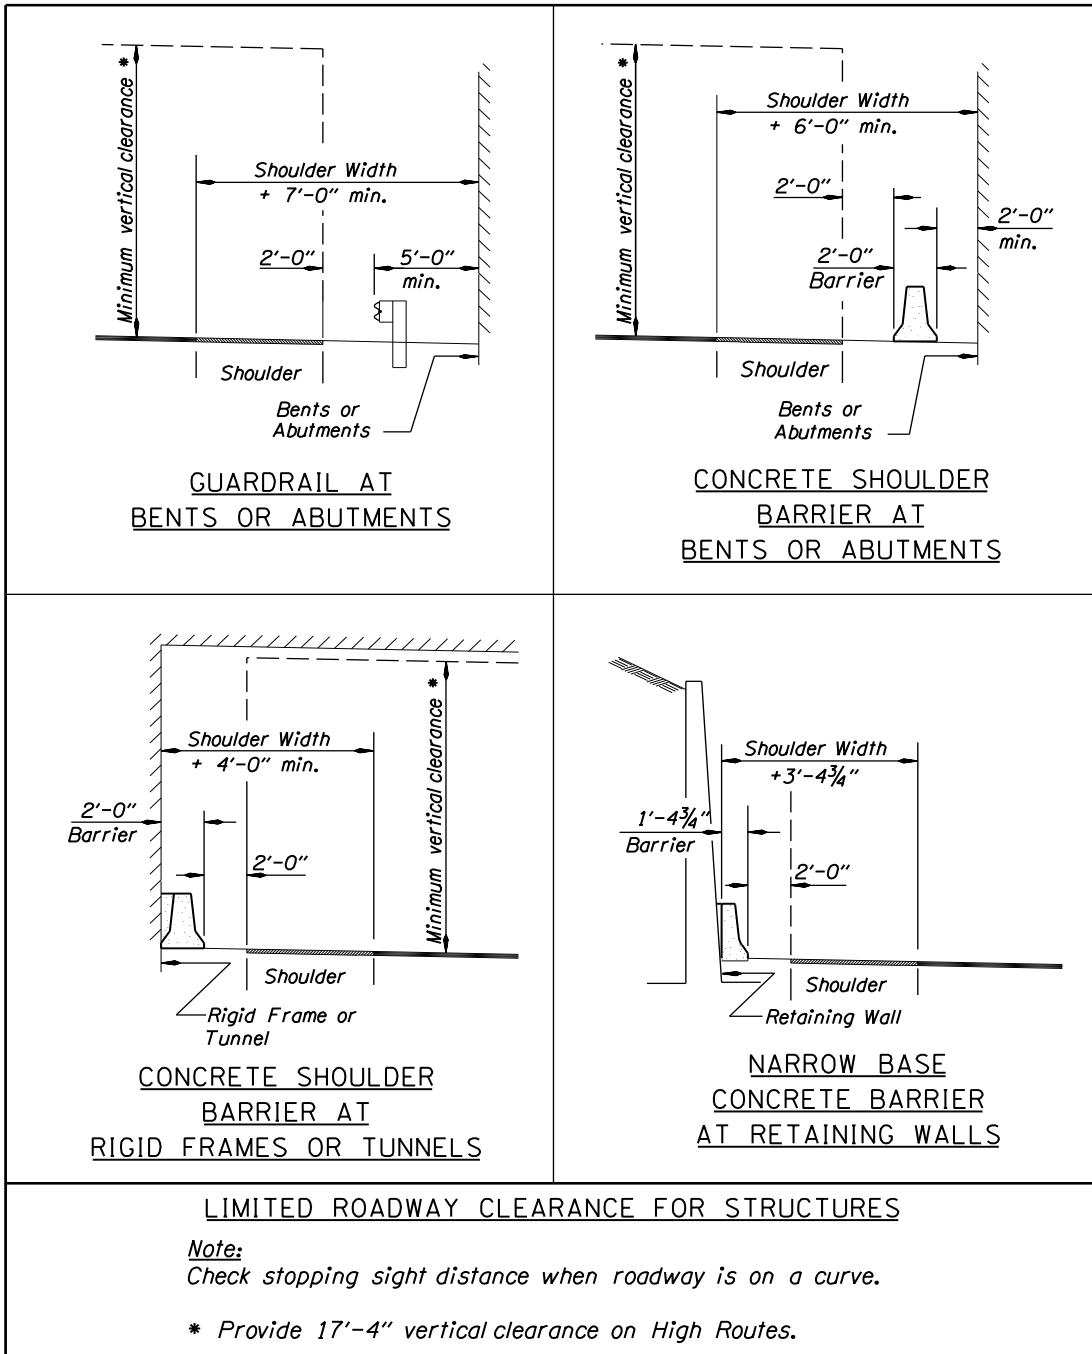 Minimum vertical clearance *
Shoulder Width
+ 7'-0" min.
2'-0"
5'-0"
min.
Shoulder
Bents or
Abutments
GUARDRAIL AT
BENTS OR ABUTMENTS
Minimum vertical clearance *
Shoulder Width
+ 6'-0" min.
2'-0"
2'-0"
min.
2'-0"
Barrier
Shoulder
Bents or
Abutments
CONCRETE SHOULDER
BARRIER AT
BENTS OR ABUTMENTS
Minimum vertical clearance *
Shoulder Width
+ 4'-0" min.
2'-0"
Barrier
2'-0"
Shoulder
Rigid Frame or
Tunnel
CONCRETE SHOULDER
BARRIER AT
RIGID FRAMES OR TUNNELS
Shoulder Width
+3'-4¾"
1'-4¾"
Barrier
2'-0"
Shoulder
Retaining Wall
NARROW BASE
CONCRETE BARRIER
AT RETAINING WALLS
LIMITED ROADWAY CLEARANCE FOR STRUCTURES
Note:
Check stopping sight distance when roadway is on a curve.
* Provide 17'-4" vertical clearance on High Routes.